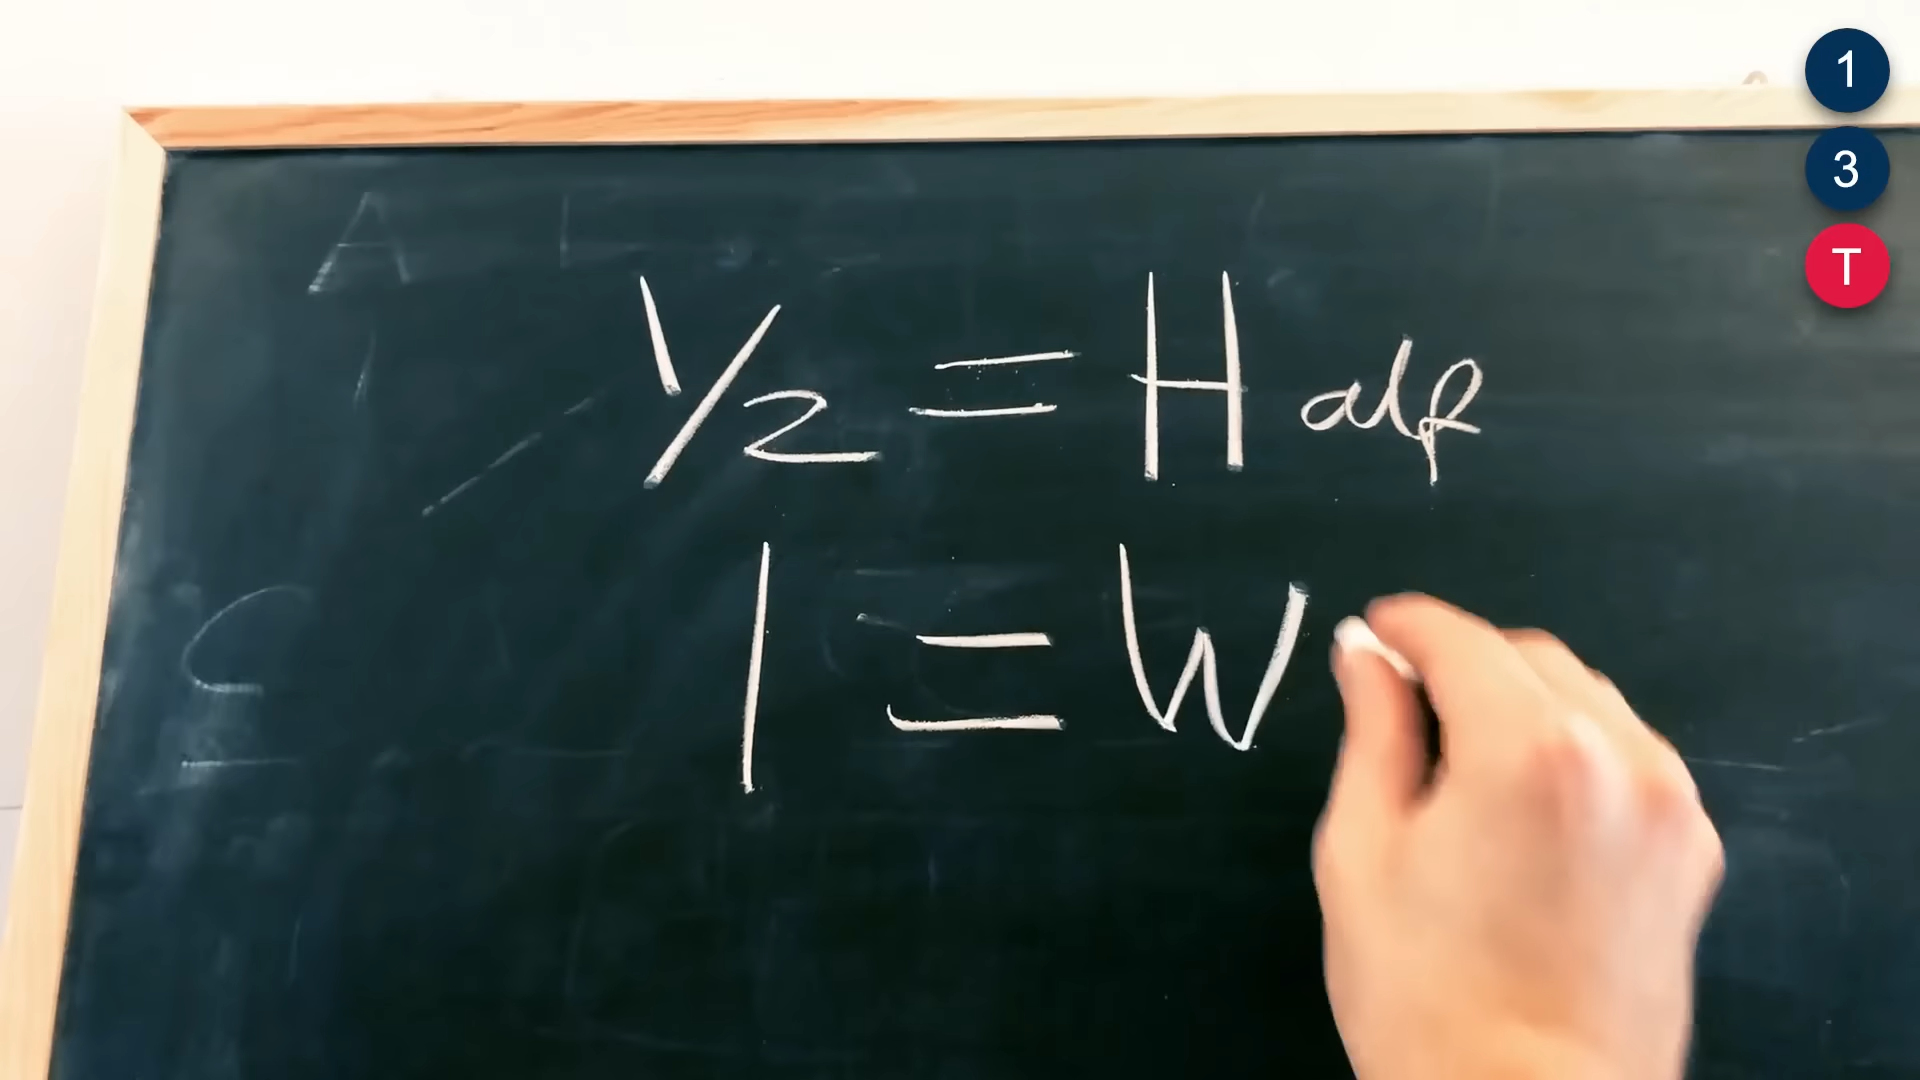 1
3
T
1/2 = Half
1 = W